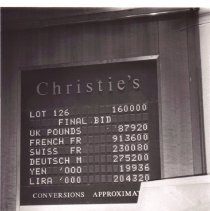 Christie's
LOT 126 160000
FINAL BID
UK POUNDS 87920
FRENCH FR 913600
SWISS FR 230080
DEUTSCH M 275200
YEN '000 19936
LIRA '000 204320
CONVERSIONS APPROXIMAT